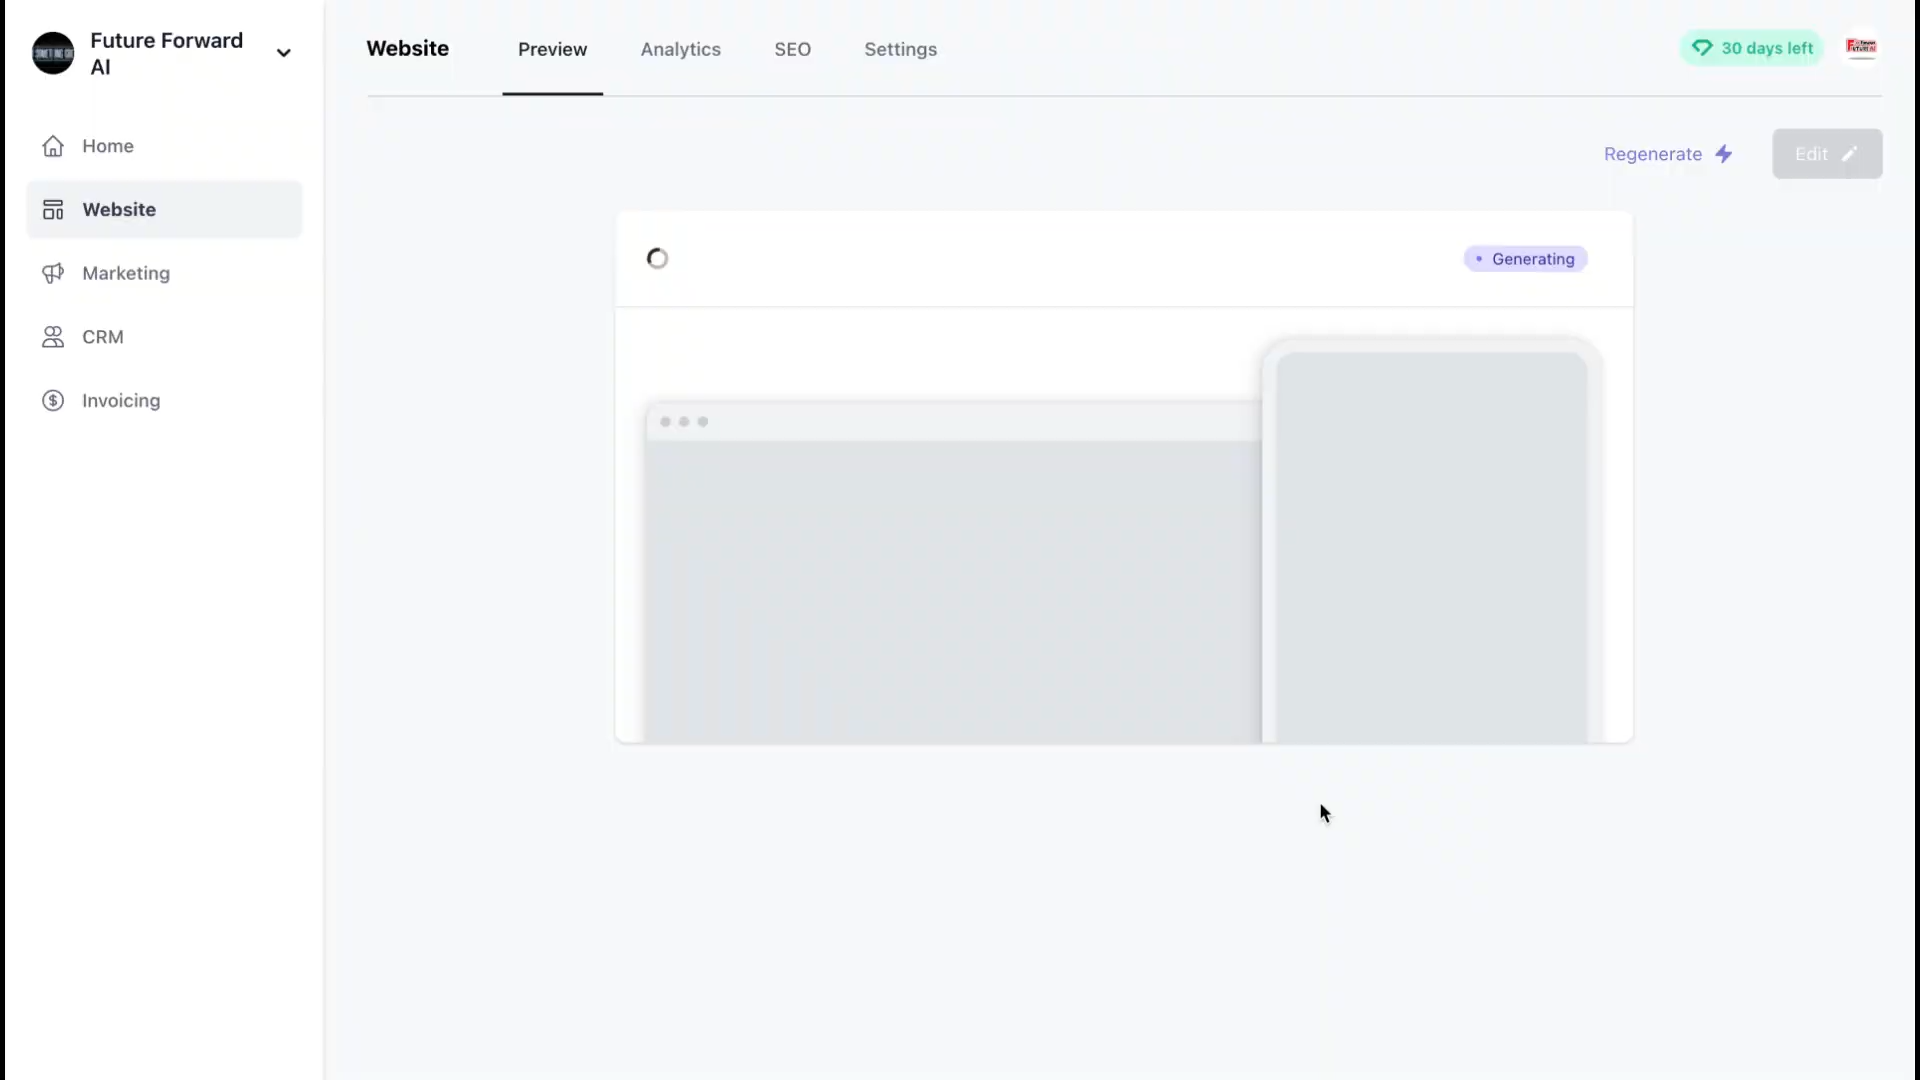 Future Forward
AI
Home
Website
Marketing
CRM
Invoicing
Website
Preview
Analytics
SEO
Settings
30 days left
Regenerate
Edit
Generating